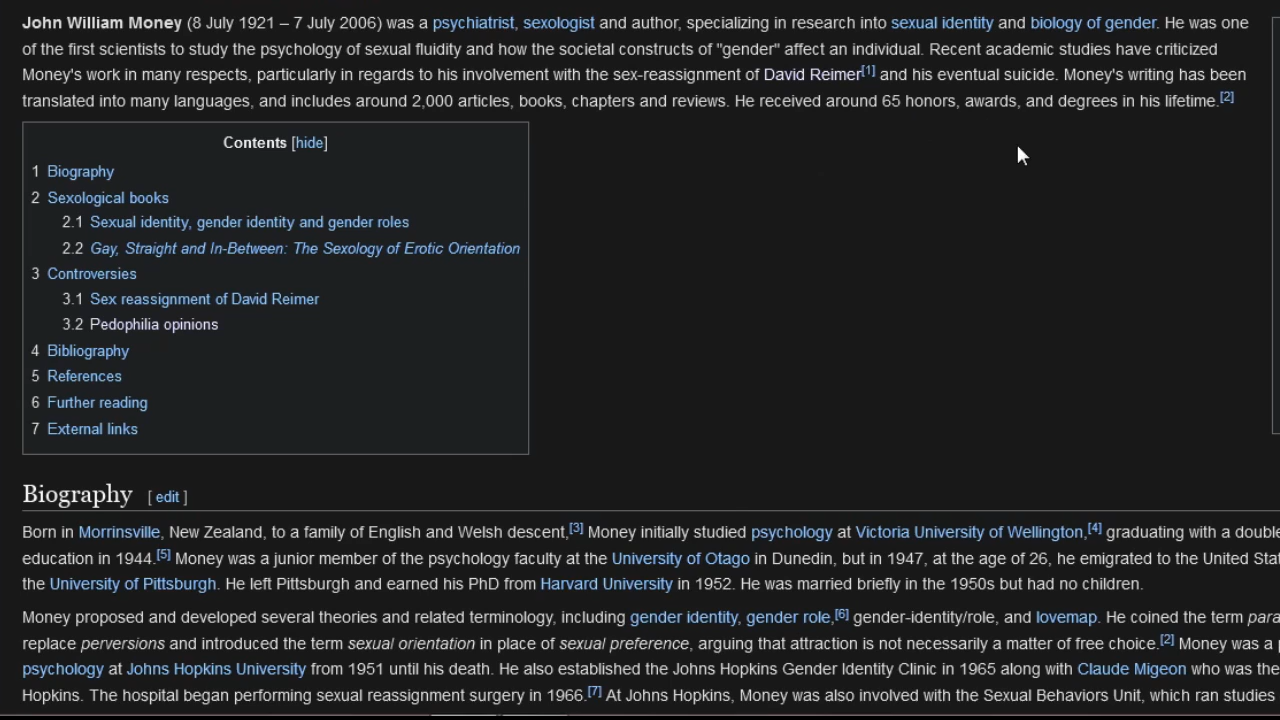 John William Money (8 July 1921 – 7 July 2006) was a psychiatrist, sexologist and author, specializing in research into sexual identity and biology of gender. He was one
of the first scientists to study the psychology of sexual fluidity and how the societal constructs of "gender" affect an individual. Recent academic studies have criticized
Money's work in many respects, particularly in regards to his involvement with the sex-reassignment of David Reimer[1] and his eventual suicide. Money's writing has been
translated into many languages, and includes around 2,000 articles, books, chapters and reviews. He received around 65 honors, awards, and degrees in his lifetime.[2]
Contents [hide]
1 Biography
2 Sexological books
2.1 Sexual identity, gender identity and gender roles
2.2 Gay, Straight and In-Between: The Sexology of Erotic Orientation
3 Controversies
3.1 Sex reassignment of David Reimer
3.2 Pedophilia opinions
4 Bibliography
5 References
6 Further reading
7 External links
Biography [ edit ]
Born in Morrinsville, New Zealand, to a family of English and Welsh descent,[3] Money initially studied psychology at Victoria University of Wellington,[4] graduating with a double
education in 1944.[5] Money was a junior member of the psychology faculty at the University of Otago in Dunedin, but in 1947, at the age of 26, he emigrated to the United Stat
the University of Pittsburgh. He left Pittsburgh and earned his PhD from Harvard University in 1952. He was married briefly in the 1950s but had no children.
Money proposed and developed several theories and related terminology, including gender identity, gender role,[6] gender-identity/role, and lovemap. He coined the term para
replace perversions and introduced the term sexual orientation in place of sexual preference, arguing that attraction is not necessarily a matter of free choice.[2] Money was a p
psychology at Johns Hopkins University from 1951 until his death. He also established the Johns Hopkins Gender Identity Clinic in 1965 along with Claude Migeon who was the
Hopkins. The hospital began performing sexual reassignment surgery in 1966.[7] At Johns Hopkins, Money was also involved with the Sexual Behaviors Unit, which ran studies